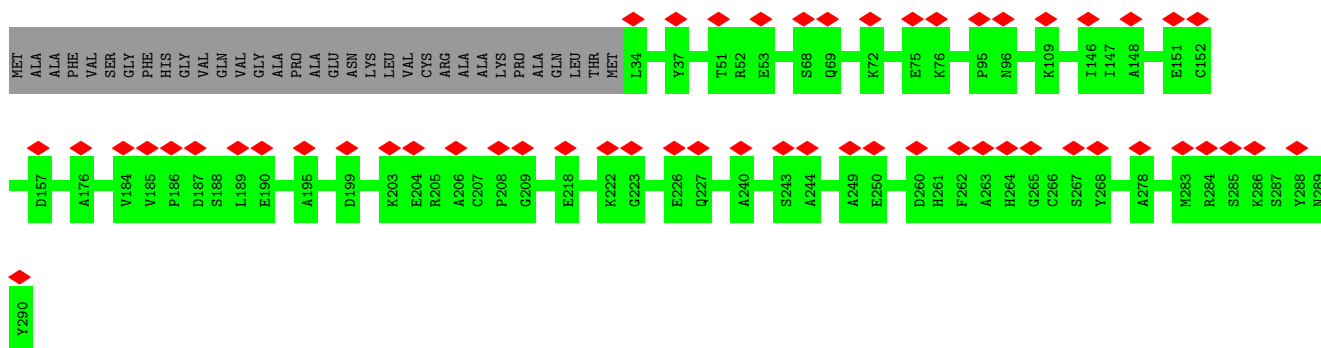 MET ALA ALA PHE VAL SER GLY PHE HIS GLY VAL GLN VAL GLY ALA PRO ALA GLU ASN LYS LEU VAL CYS ARG ALA ALA LYS PRO ALA GLN LEU THR MET L34 Y37 T51 R52 E53 S68 Q69 K72 E75 K76 P95 N96 K109 I146 I147 A148 E151 C152
D157 A176 V184 V185 P186 D187 S188 L189 E190 A195 D199 K203 E204 R205 A206 C207 P208 G209 E218 K222 G223 E226 Q227 A240 S243 A244 A249 E250 D260 H261 F262 A263 H264 G265 C266 S267 Y268 A278 M283 R284 S285 K286 S287 Y288 N289
Y290